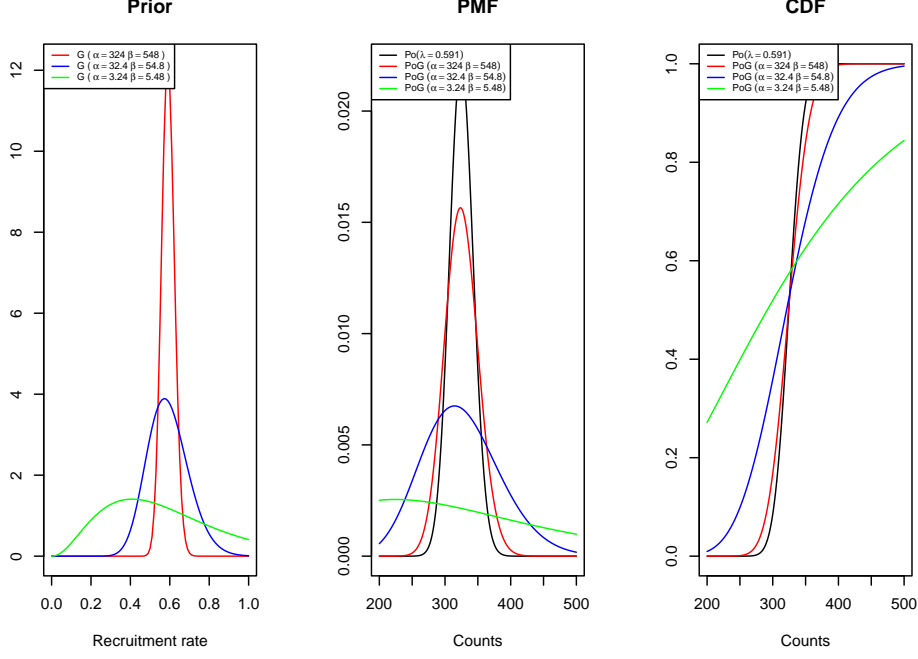 Prior
G ( α = 324 β = 548 )
G ( α = 32.4 β = 54.8 )
G ( α = 3.24 β = 5.48 )
12
10
8
6
4
2
0
0.0 0.2 0.4 0.6 0.8 1.0
Recruitment rate
PMF
Po(λ = 0.591)
PoG ( α = 324 β = 548)
PoG ( α = 32.4 β = 54.8)
PoG ( α = 3.24 β = 5.48)
0.020
0.015
0.010
0.005
0.000
200 300 400 500
Counts
CDF
Po(λ = 0.591)
PoG ( α = 324 β = 548)
PoG ( α = 32.4 β = 54.8)
PoG ( α = 3.24 β = 5.48)
1.0
0.8
0.6
0.4
0.2
0.0
200 300 400 500
Counts